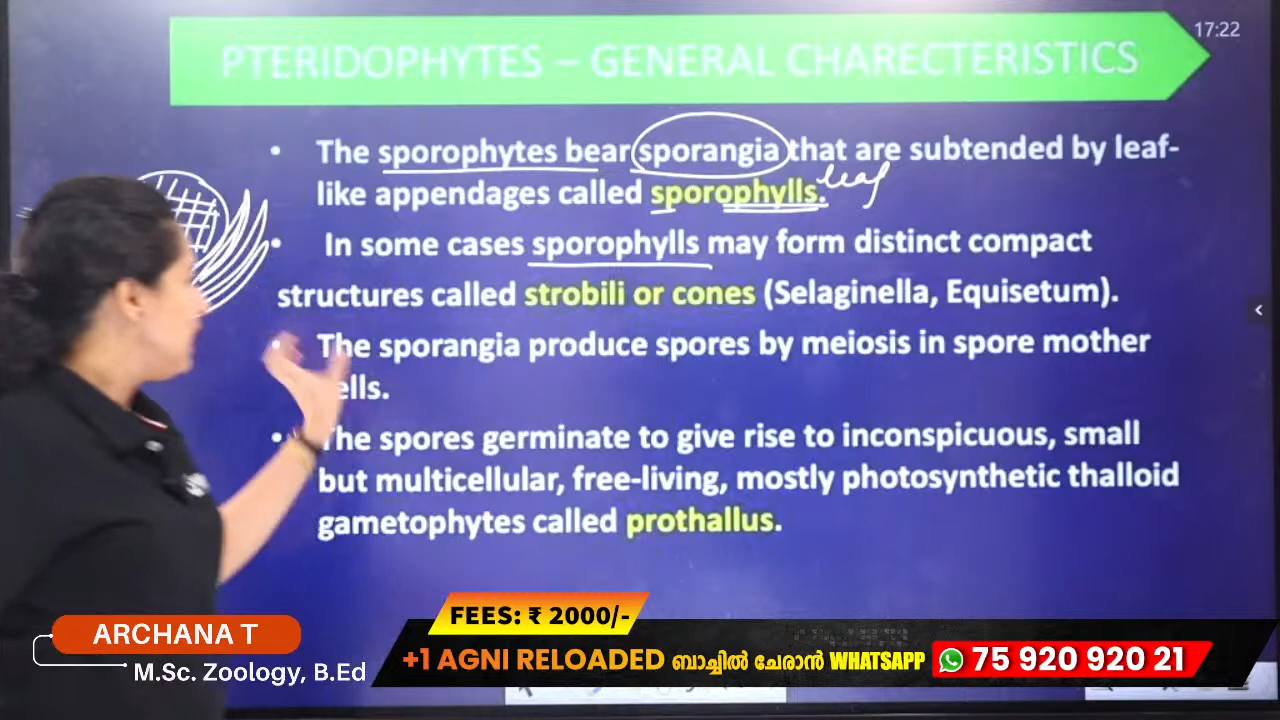 17:22
PTERIDOPHYTES – GENERAL CHARECTERISTICS
• The sporophytes bear sporangia that are subtended by leaf-
like appendages called sporophylls. leaf
• In some cases sporophylls may form distinct compact
structures called strobili or cones (Selaginella, Equisetum).
• The sporangia produce spores by meiosis in spore mother
ells.
• The spores germinate to give rise to inconspicuous, small
but multicellular, free-living, mostly photosynthetic thalloid
gametophytes called prothallus.
FEES: ₹ 2000/-
ARCHANA T
M.Sc. Zoology, B.Ed
+1 AGNI RELOADED ബാച്ചിൽ ചേരാൻ WHATSAPP 75 920 920 21